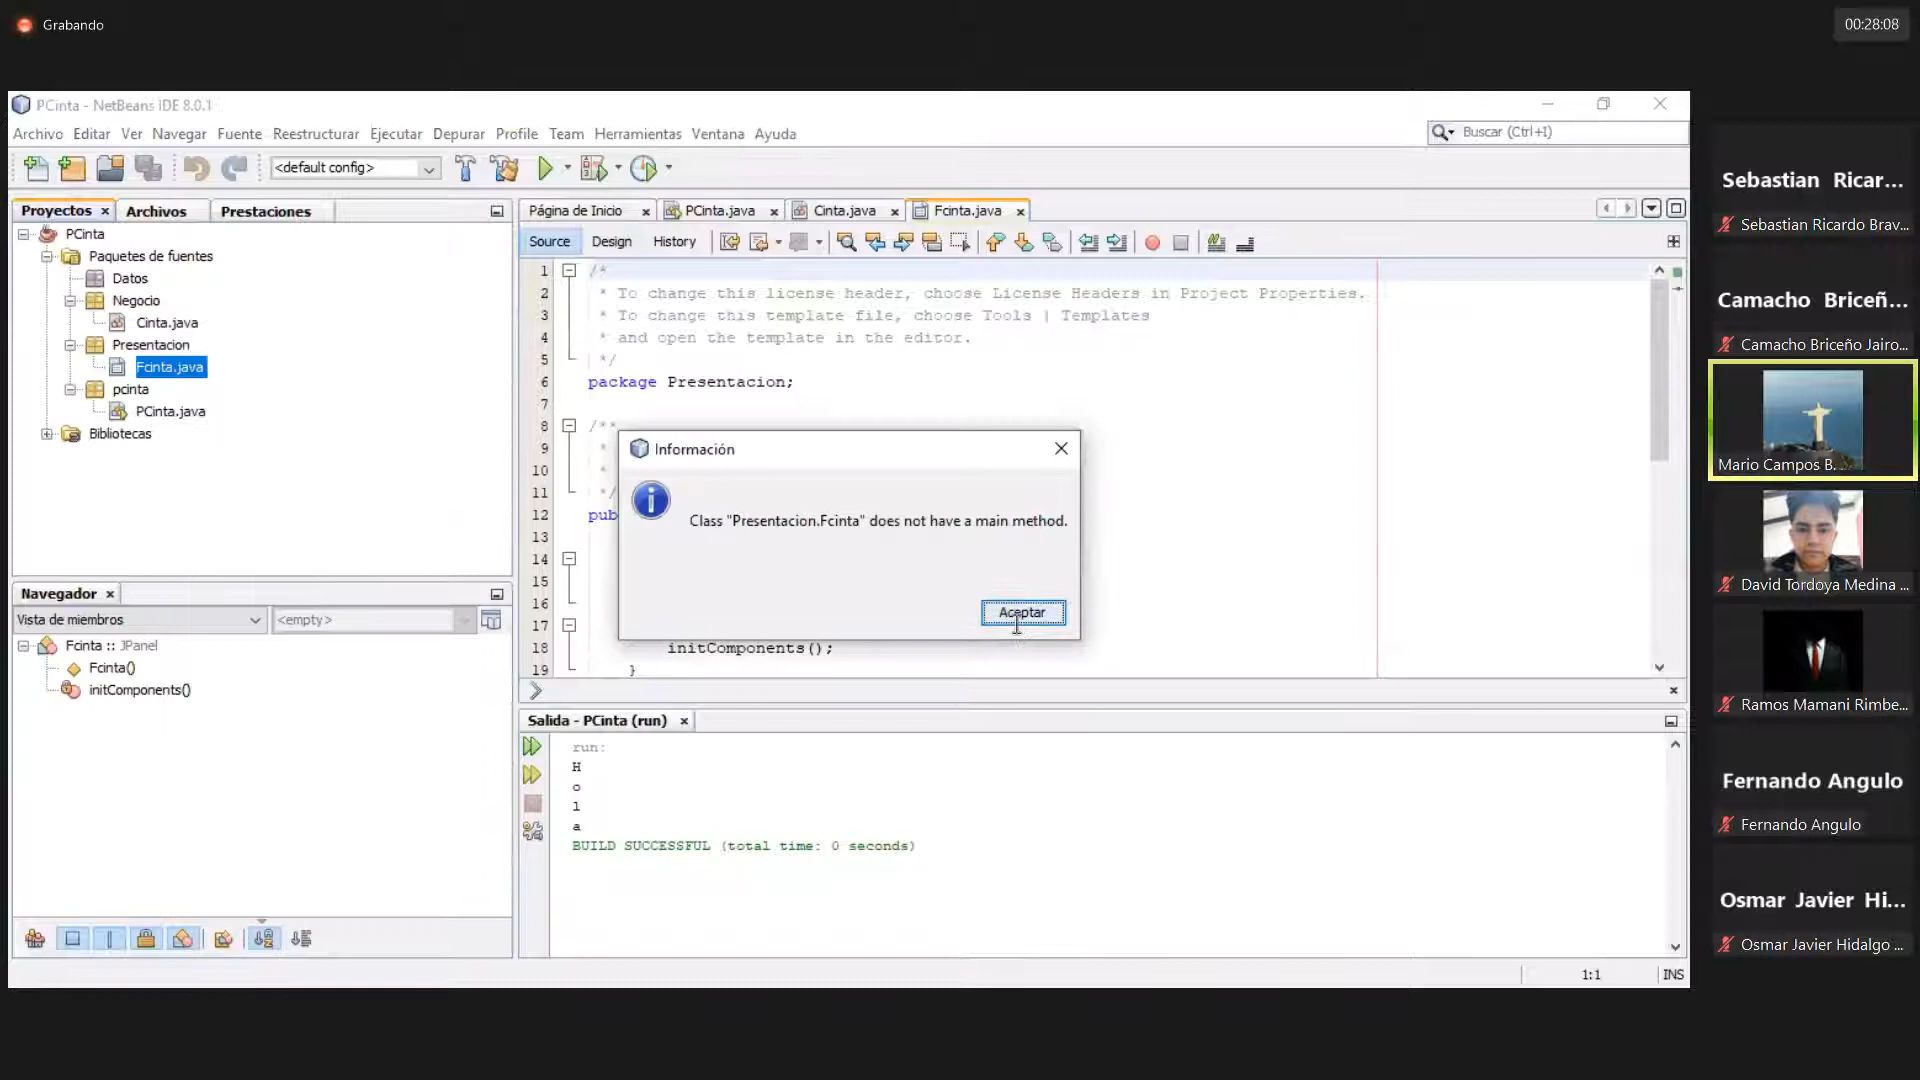 Grabando
00:28:08
PCinta - NetBeans IDE 8.0.1
Archivo Editar Ver Navegar Fuente Reestructurar Ejecutar Depurar Profile Team Herramientas Ventana Ayuda
Buscar (Ctrl+I)
<default config>
Proyectos
Archivos
Prestaciones
PCinta
Paquetes de fuentes
Datos
Negocio
Cinta.java
Presentacion
Fcinta.java
pcinta
PCinta.java
Bibliotecas
Navegador
Vista de miembros
<empty>
Fcinta :: JPanel
Fcinta()
initComponents()
Página de Inicio
PCinta.java
Cinta.java
Fcinta.java
Source
Design
History
1 /*
2 * To change this license header, choose License Headers in Project Properties.
3 * To change this template file, choose Tools | Templates
4 * and open the template in the editor.
5 */
6 package Presentacion;
7
8 /**
9 *
10 *
11 */
12 pub
13
14
15
16
17
18 initComponents();
19 }
Información
Class "Presentacion.Fcinta" does not have a main method.
Aceptar
Salida - PCinta (run)
run:
H
o
l
a
BUILD SUCCESSFUL (total time: 0 seconds)
1:1
INS
Sebastian Ricar...
Sebastian Ricardo Brav...
Camacho Briceñ...
Camacho Briceño Jairo...
Mario Campos B...
David Tordoya Medina ...
Ramos Mamani Rimbe...
Fernando Angulo
Fernando Angulo
Osmar Javier Hi...
Osmar Javier Hidalgo ...